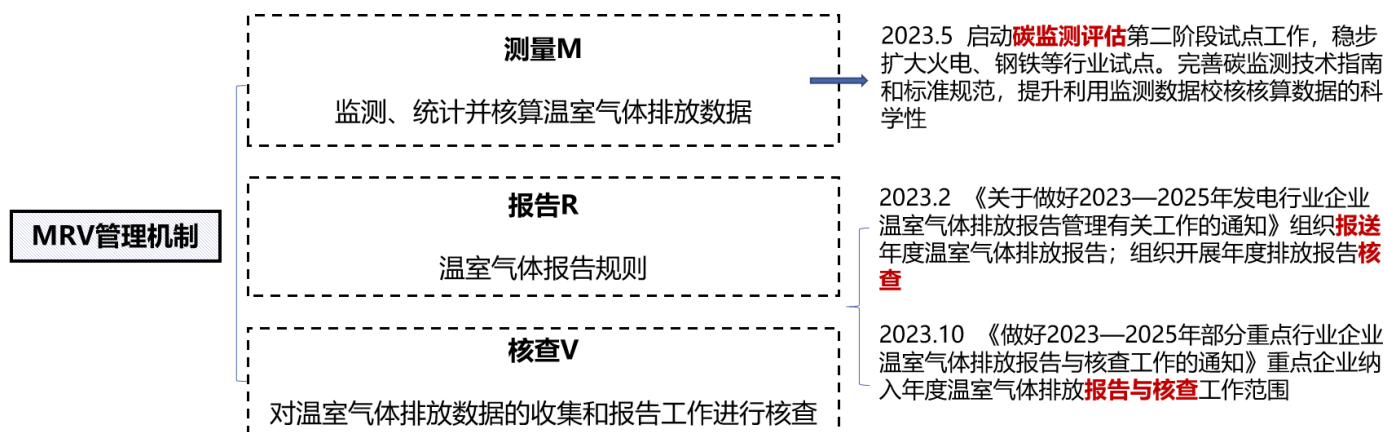 MRV管理机制
测量M
监测、统计并核算温室气体排放数据
2023.5 启动碳监测评估第二阶段试点工作，稳步
扩大火电、钢铁等行业试点。完善碳监测技术指南
和标准规范，提升利用监测数据校核核算数据的科
学性
报告R
温室气体报告规则
核查V
对温室气体排放数据的收集和报告工作进行核查
2023.2 《关于做好2023—2025年发电行业企业
温室气体排放报告管理有关工作的通知》组织报送
年度温室气体排放报告；组织开展年度排放报告核
查
2023.10 《做好2023—2025年部分重点行业企业
温室气体排放报告与核查工作的通知》重点企业纳
入年度温室气体排放报告与核查工作范围